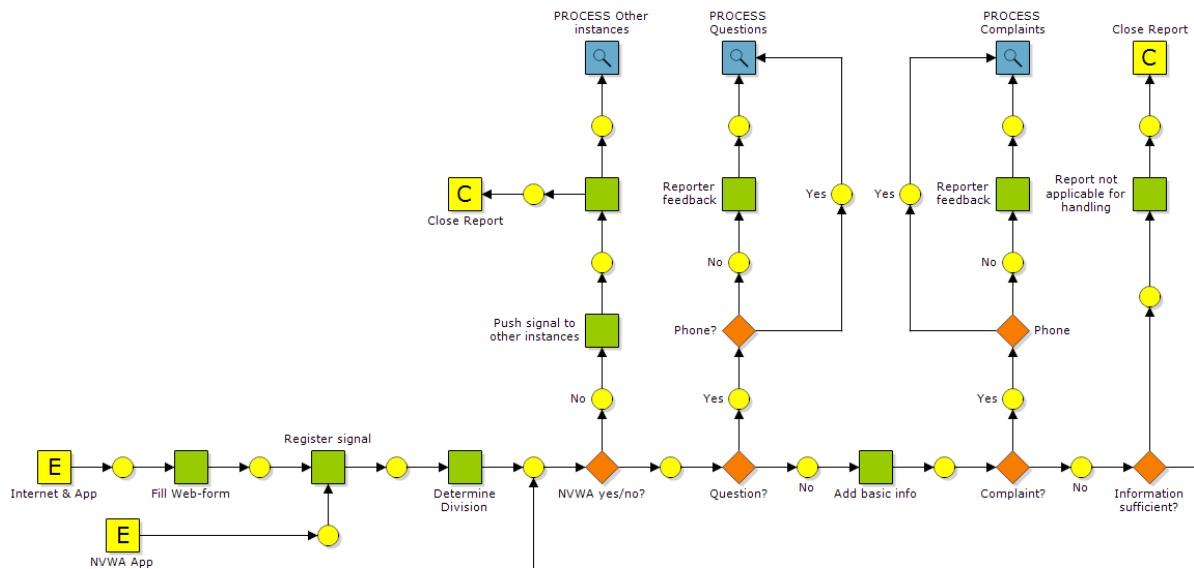 PROCESS Other
instances
PROCESS
Questions
PROCESS
Complaints
Close Report
C
C
Close Report
Reporter
feedback
Yes
Yes
Reporter
feedback
Report not
applicable for
handling
No
No
Push signal to
other instances
Phone?
Phone
No
Yes
Yes
Register signal
E
Internet & App
Fill Web-form
Determine
Division
NVWA yes/no?
Question?
No
Add basic info
Complaint?
No
Information
sufficient?
E
NVWA App